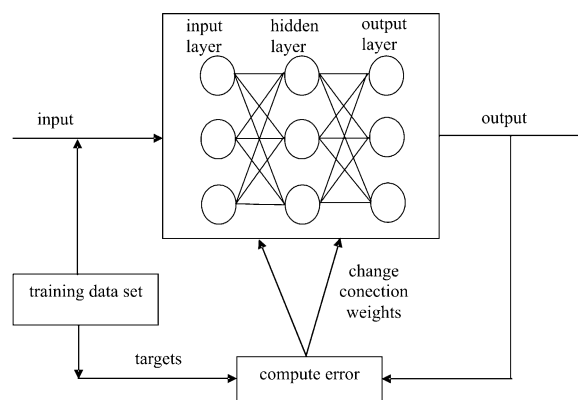 input layer
hidden layer
output layer
input
output
training data set
change
conection
weights
targets
compute error